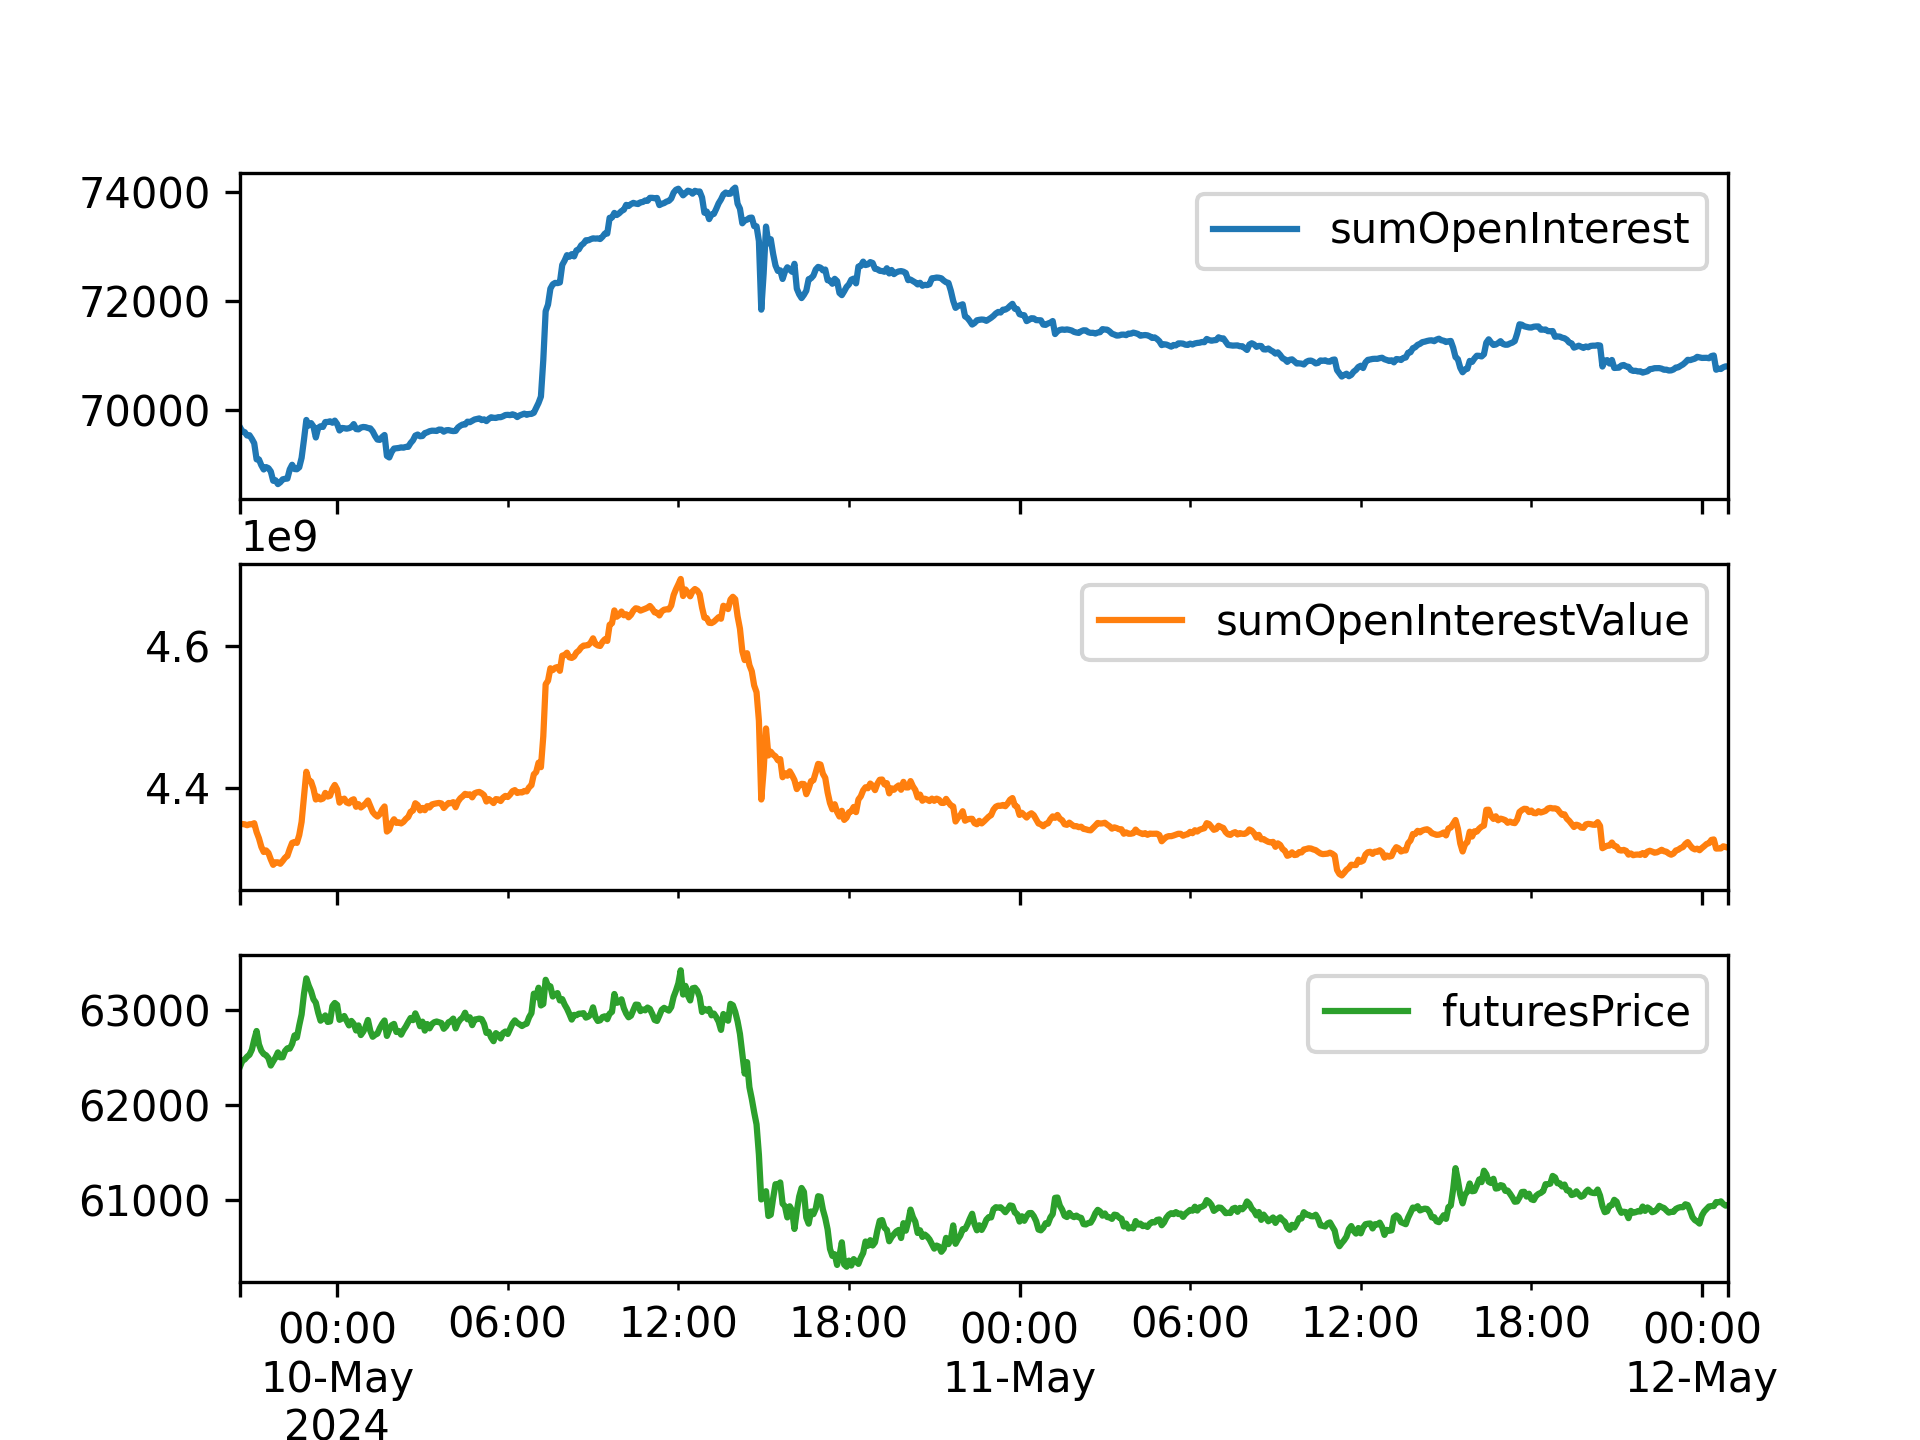 74000
72000
70000
sumOpenInterest
1e9
4.6
4.4
sumOpenInterestValue
63000
62000
61000
futuresPrice
00:00 06:00 12:00 18:00 00:00 06:00 12:00 18:00 00:00
10-May 11-May 12-May
2024